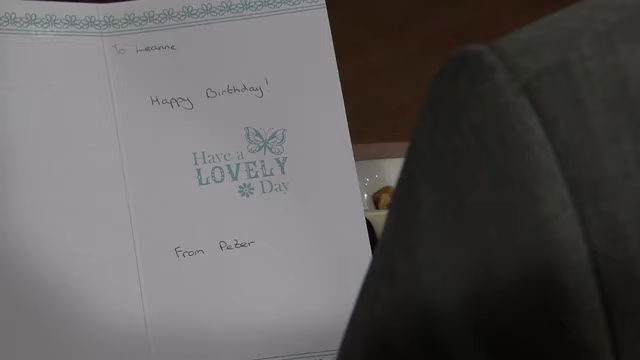 To Leanne
Happy Birthday!
Have a
LOVELY
Day
From Peter